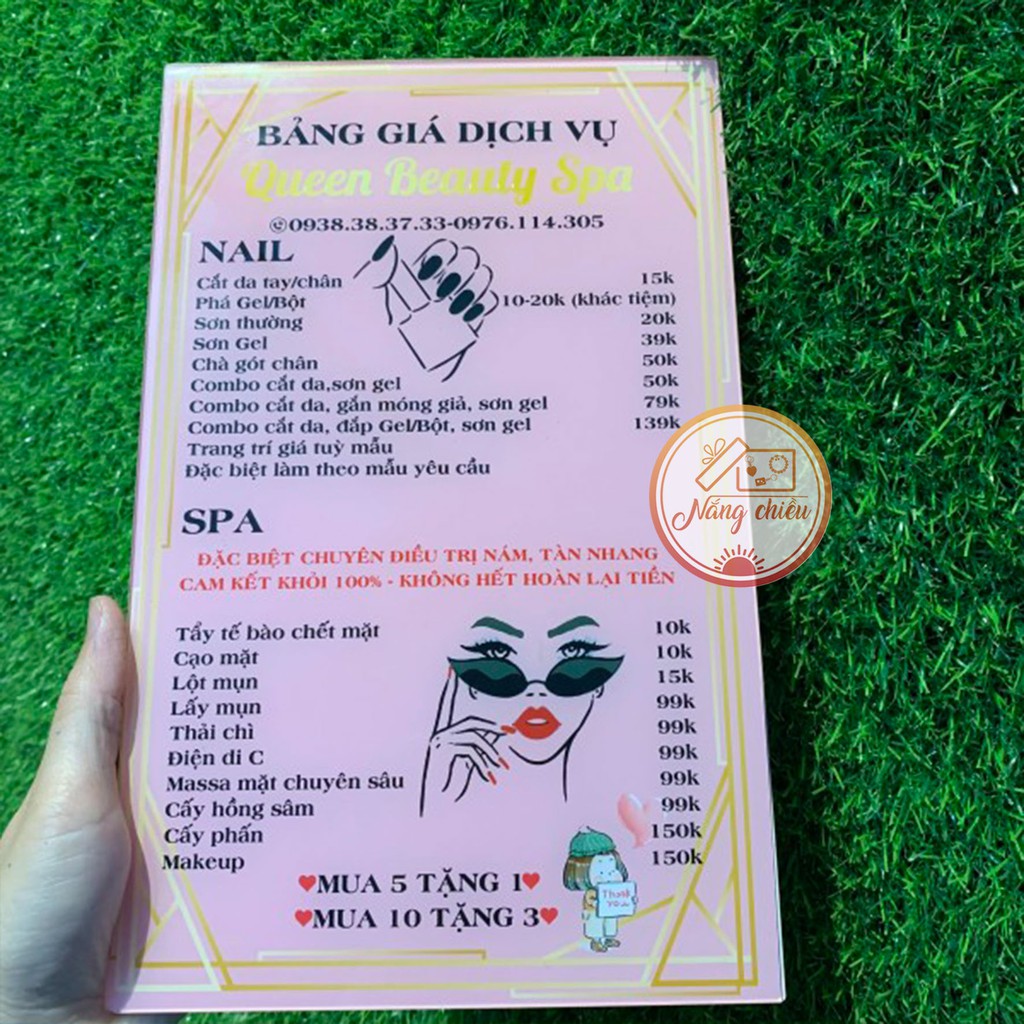 BẢNG GIÁ DỊCH VỤ
Queen Beauty Spa
0938.38.37.33-0976.114.305
NAIL
Cắt da tay/chân 15k
Phá Gel/Bột 10-20k (khác tiệm)
Sơn thường 20k
Sơn Gel 39k
Chà gót chân 50k
Combo cắt da,sơn gel 50k
Combo cắt da, gắn móng giả, sơn gel 79k
Combo cắt da, đắp Gel/Bột, sơn gel 139k
Trang trí giá tuỳ mẫu
Đặc biệt làm theo mẫu yêu cầu
Nắng chiều
SPA
ĐẶC BIỆT CHUYÊN ĐIỀU TRỊ NÁM, TÀN NHANG
CAM KẾT KHỎI 100% - KHÔNG HẾT HOÀN LẠI TIỀN
Tẩy tế bào chết mặt 10k
Cạo mặt 10k
Lột mụn 15k
Lấy mụn 99k
Thải chì 99k
Điện di C 99k
Massa mặt chuyên sâu 99k
Cấy hồng sâm 99k
Cấy phấn 150k
Makeup 150k
MUA 5 TẶNG 1
MUA 10 TẶNG 3
Thank
you